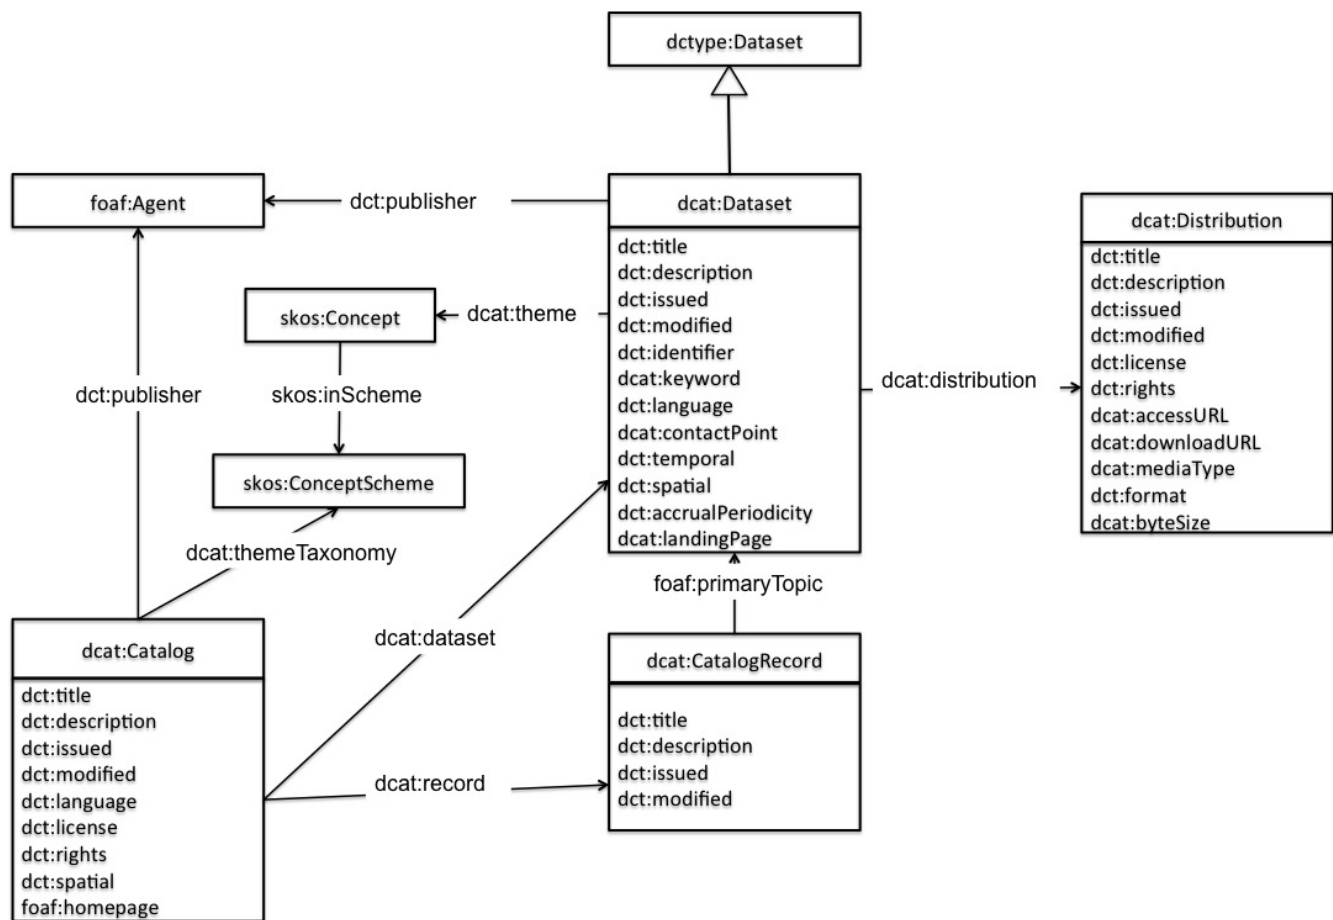 dctype:Dataset
foaf:Agent
dct:publisher
dcat:Dataset
dct:title
dct:description
dct:issued
dct:modified
dct:identifier
dcat:keyword
dct:language
dcat:contactPoint
dct:temporal
dct:spatial
dct:accrualPeriodicity
dcat:landingPage
dcat:Distribution
dct:title
dct:description
dct:issued
dct:modified
dct:license
dct:rights
dcat:accessURL
dcat:downloadURL
dcat:mediaType
dct:format
dcat:byteSize
skos:Concept
dcat:theme
dcat:distribution
dct:publisher
skos:inScheme
skos:ConceptScheme
dcat:themeTaxonomy
foaf:primaryTopic
dcat:Catalog
dct:title
dct:description
dct:issued
dct:modified
dct:language
dct:license
dct:rights
dct:spatial
foaf:homepage
dcat:dataset
dcat:record
dcat:CatalogRecord
dct:title
dct:description
dct:issued
dct:modified